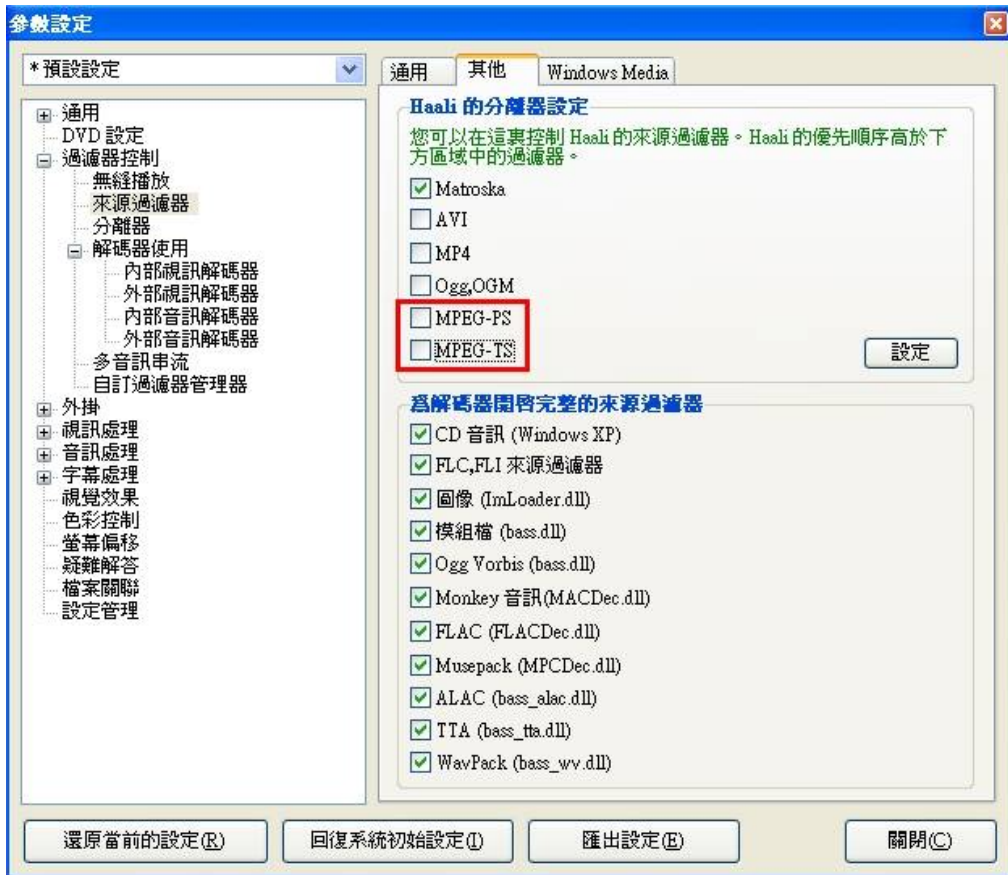 參數設定
*預設設定
通用
DVD 設定
過濾器控制
無縫播放
來源過濾器
分離器
解碼器使用
內部視訊解碼器
外部視訊解碼器
內部音訊解碼器
外部音訊解碼器
多音訊串流
自訂過濾器管理器
外掛
視訊處理
音訊處理
字幕處理
視覺效果
色彩控制
螢幕偏移
疑難解答
檔案關聯
設定管理
通用 其他 Windows Media
Haali 的分離器設定
您可以在這裏控制 Haali 的來源過濾器。Haali 的優先順序高於下
方區域中的過濾器。
Matroska
AVI
MP4
Ogg,OGM
MPEG-PS
MPEG-TS
設定
為解碼器開啓完整的來源過濾器
CD 音訊 (Windows XP)
FLC,FLI 來源過濾器
圖像 (ImLoader.dll)
模組檔 (bass.dll)
Ogg Vorbis (bass.dll)
Monkey 音訊(MACDec.dll)
FLAC (FLACDec.dll)
Musepack (MPCDec.dll)
ALAC (bass_alac.dll)
TTA (bass_tta.dll)
WavPack (bass_wv.dll)
還原當前的設定(R) 回復系統初始設定(I) 匯出設定(E) 關閉(C)